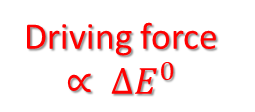 Driving force
∝ ΔE⁰